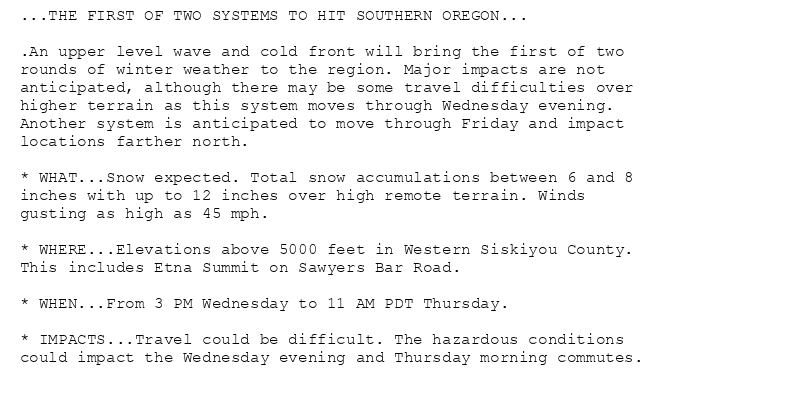 ...THE FIRST OF TWO SYSTEMS TO HIT SOUTHERN OREGON...
.An upper level wave and cold front will bring the first of two
rounds of winter weather to the region. Major impacts are not
anticipated, although there may be some travel difficulties over
higher terrain as this system moves through Wednesday evening.
Another system is anticipated to move through Friday and impact
locations farther north.
* WHAT...Snow expected. Total snow accumulations between 6 and 8
inches with up to 12 inches over high remote terrain. Winds
gusting as high as 45 mph.
* WHERE...Elevations above 5000 feet in Western Siskiyou County.
This includes Etna Summit on Sawyers Bar Road.
* WHEN...From 3 PM Wednesday to 11 AM PDT Thursday.
* IMPACTS...Travel could be difficult. The hazardous conditions
could impact the Wednesday evening and Thursday morning commutes.